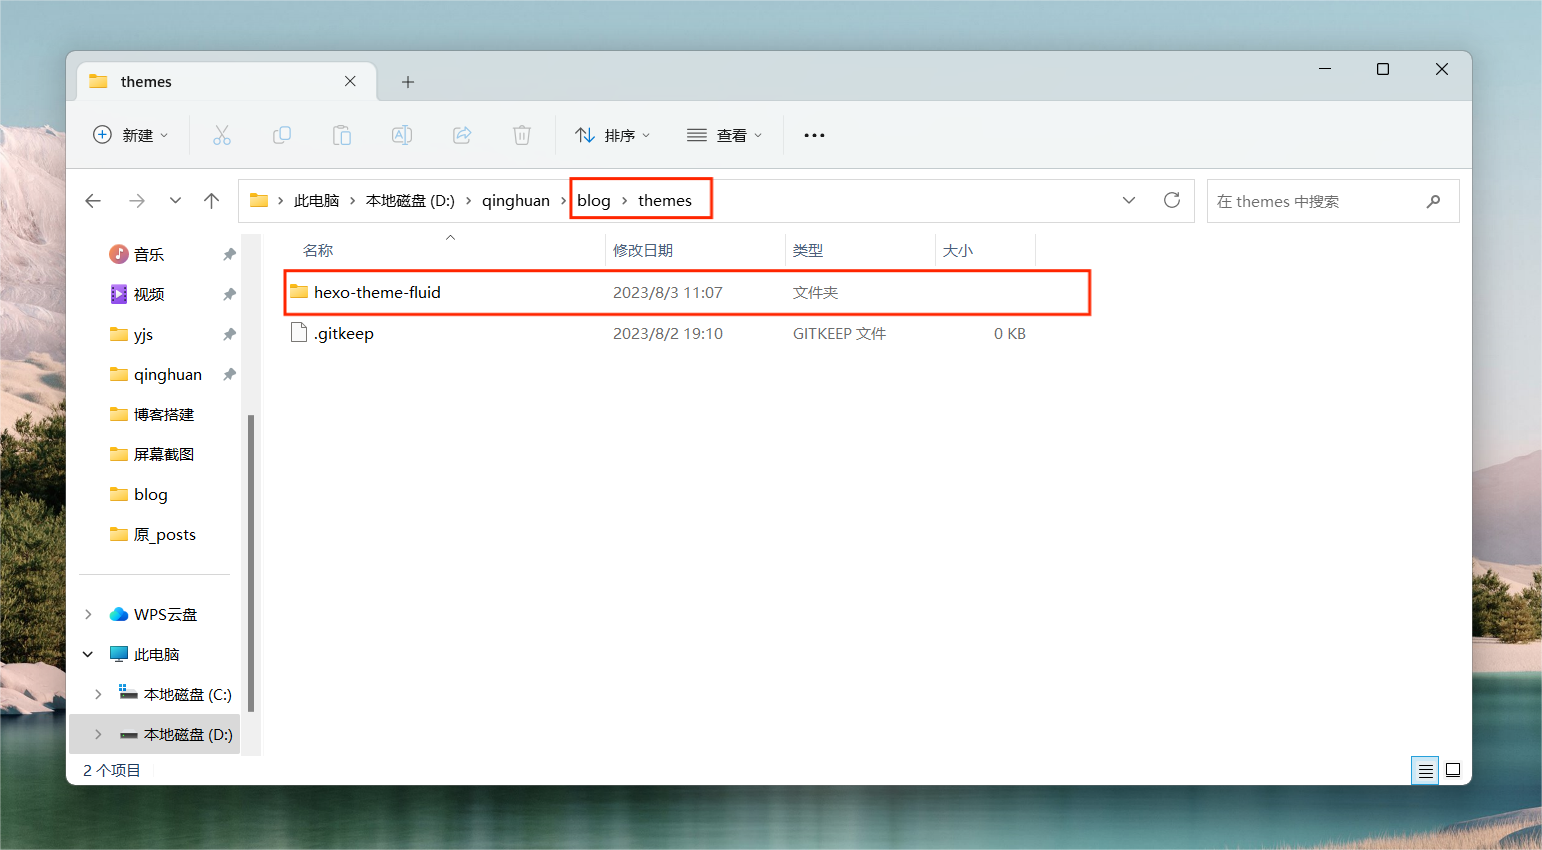 themes
新建
排序
查看
此电脑 本地磁盘 (D:) qinghuan blog themes
在 themes 中搜索
音乐
视频
yjs
qinghuan
博客搭建
屏幕截图
blog
原_posts
WPS云盘
此电脑
本地磁盘 (C:)
本地磁盘 (D:)
名称 修改日期 类型 大小
hexo-theme-fluid 2023/8/3 11:07 文件夹
.gitkeep 2023/8/2 19:10 GITKEEP 文件 0 KB
2 个项目